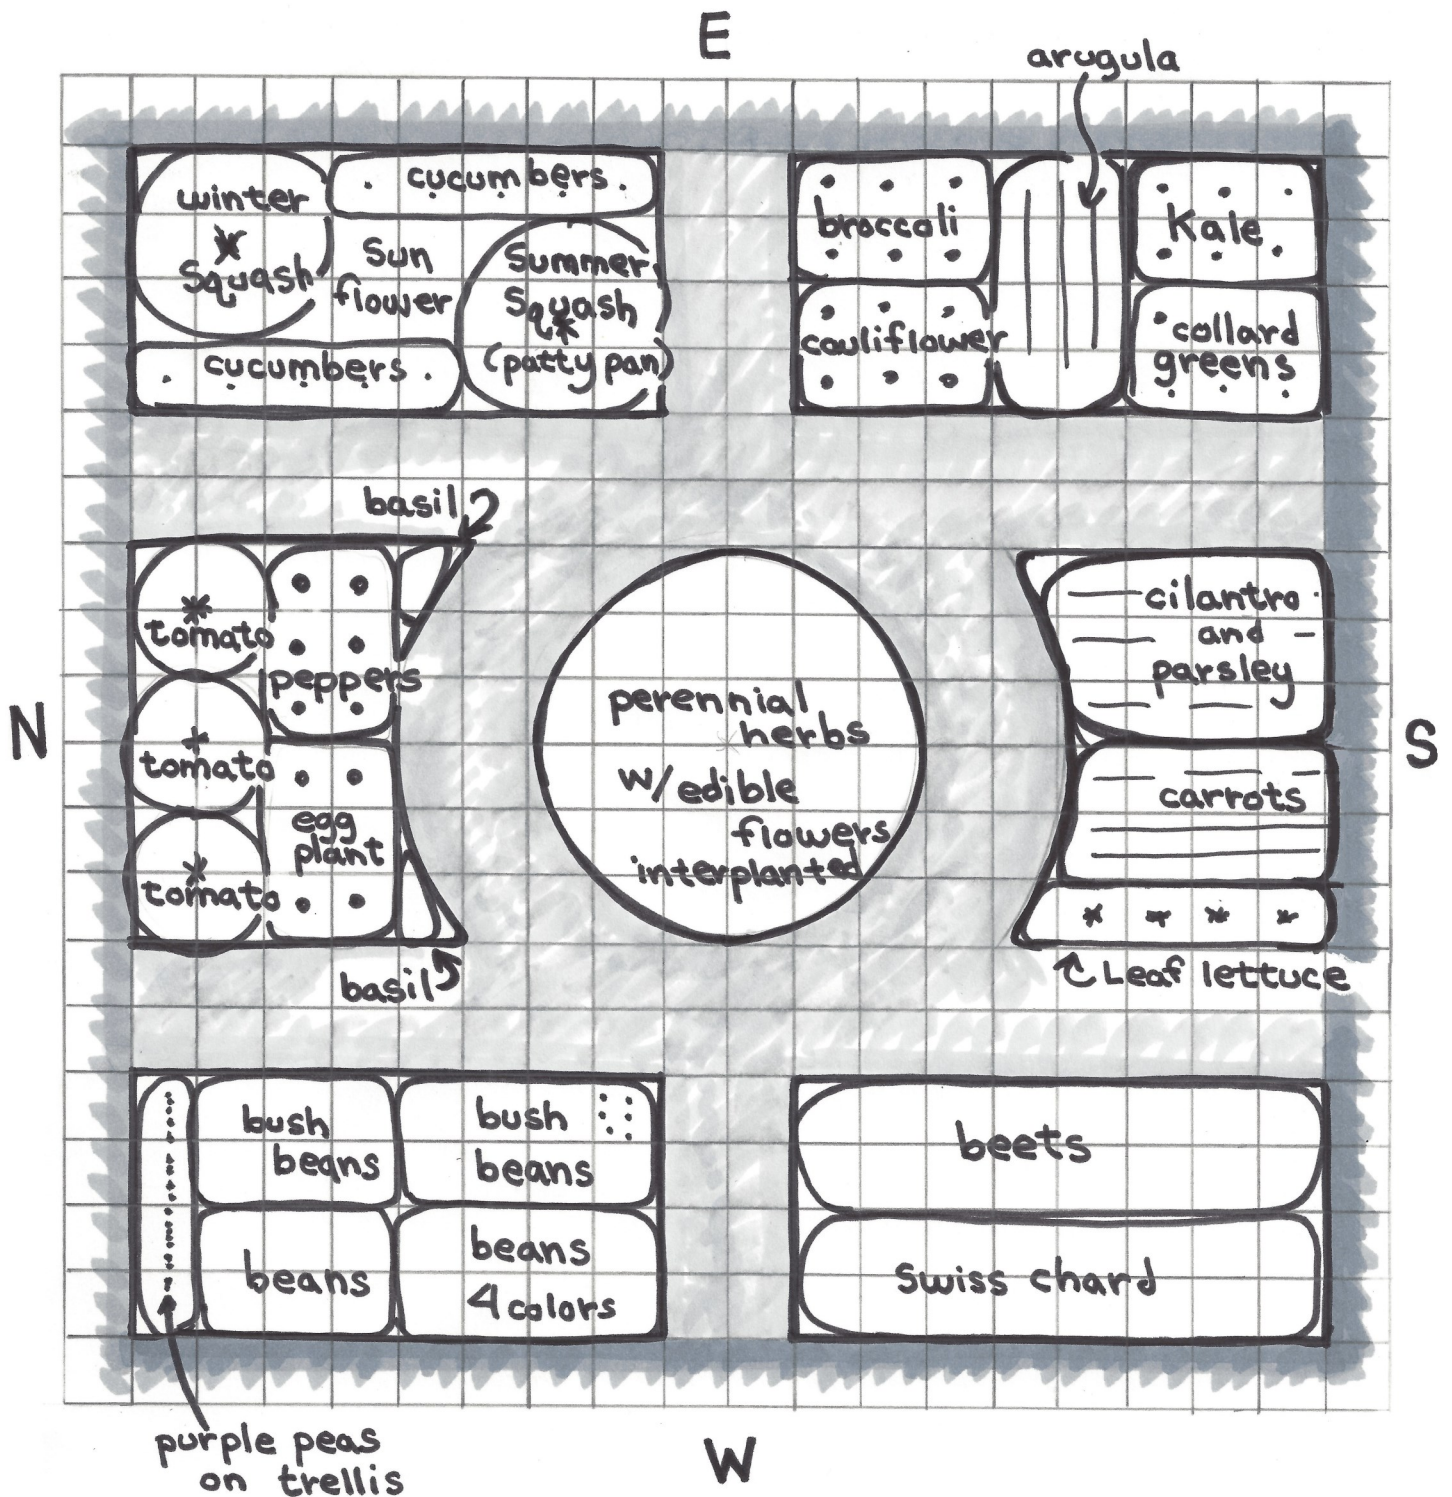 E
arugula
winter
squash
cucumbers
Sun
flower
Summer
Squash
(patty pan)
cucumbers
broccoli
cauliflower
Kale
collard
greens
basil
tomato
tomato
tomato
peppers
egg
plant
basil
N
perennial
herbs
w/edible
flowers
interplanted
cilantro
and
parsley
carrots
Leaf lettuce
S
bush
beans
bush
beans
beans
beans
4 colors
beets
Swiss chard
purple peas
on trellis
W